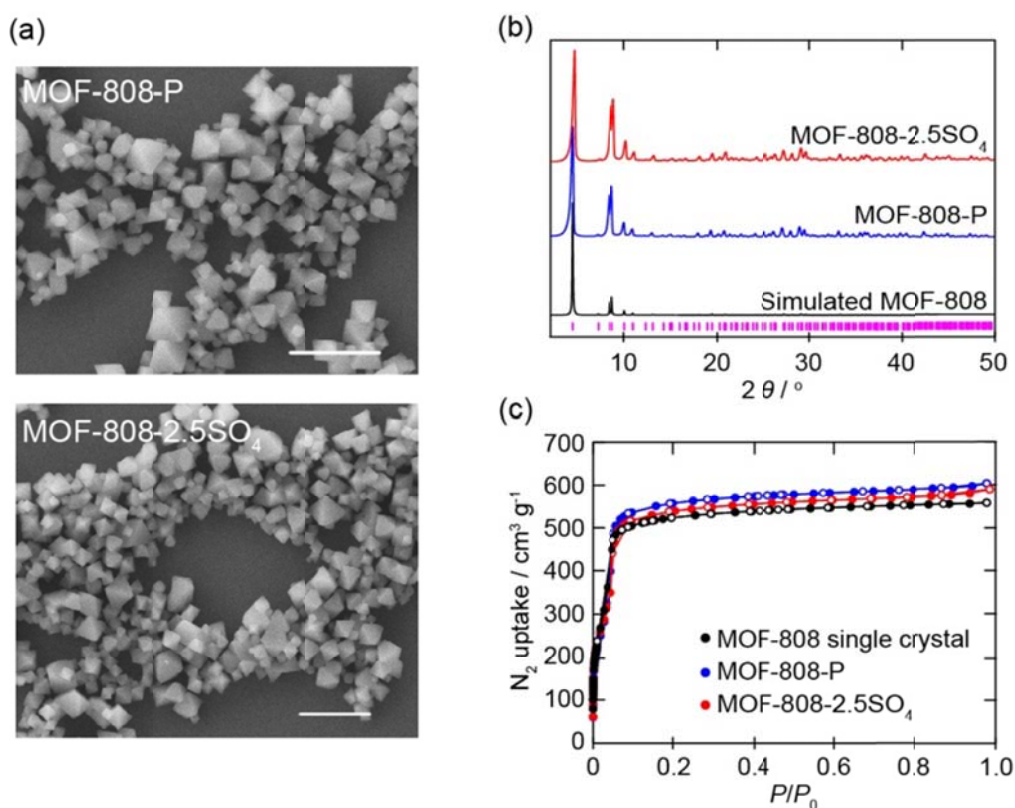 (a)
MOF-808-P
MOF-808-2.5SO₄
(b)
MOF-808-2.5SO₄
MOF-808-P
Simulated MOF-808
10 20 30 40 50
2 θ / °
(c)
700
600
500
400
300
200
100
0
N₂ uptake / cm³ g⁻¹
MOF-808 single crystal
MOF-808-P
MOF-808-2.5SO₄
0 0.2 0.4 0.6 0.8 1.0
P/P₀